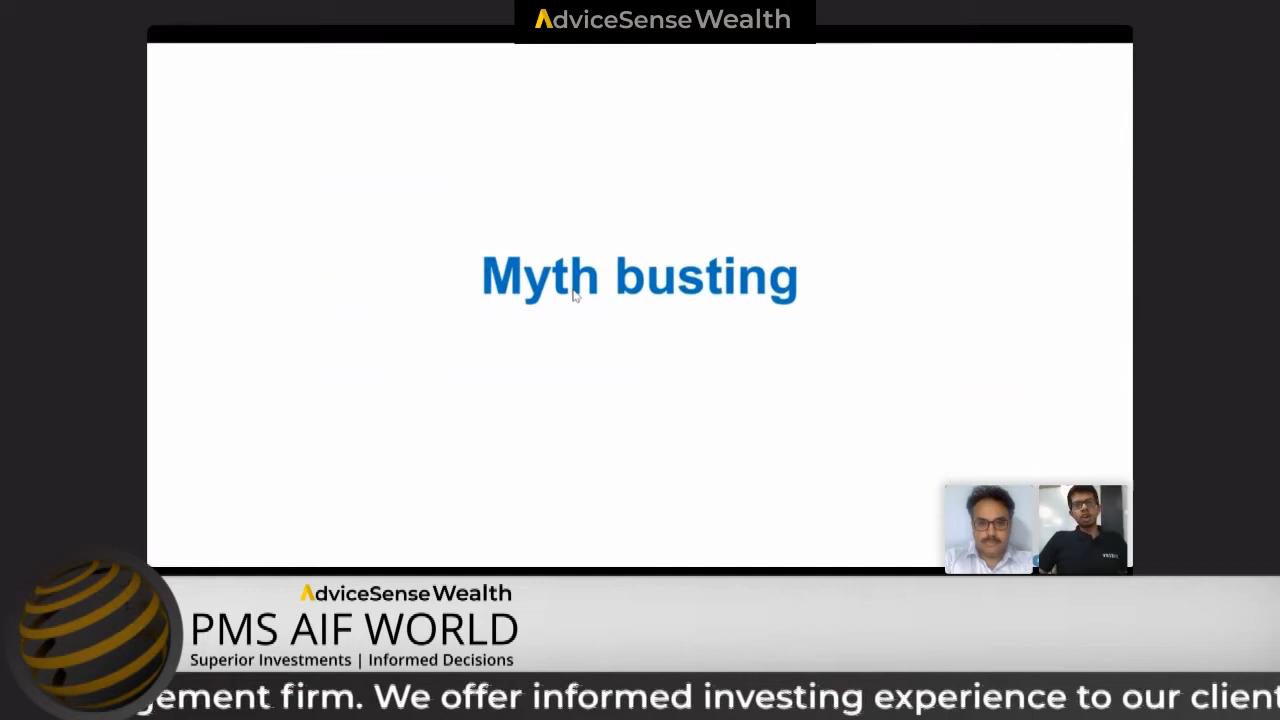 AdviceSense Wealth
Myth busting
AdviceSense Wealth
PMS AIF WORLD
Superior Investments | Informed Decisions
gement firm. We offer informed investing experience to our client